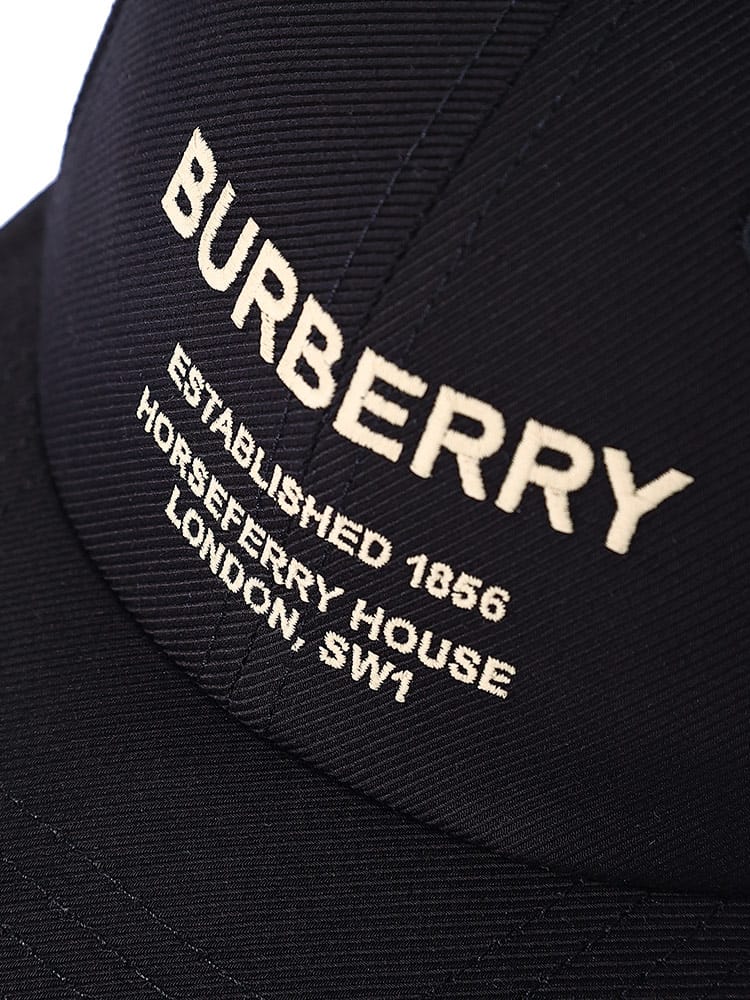 BURBERRY
ESTABLISHED 1856
HORSEFERRY HOUSE
LONDON, SW1